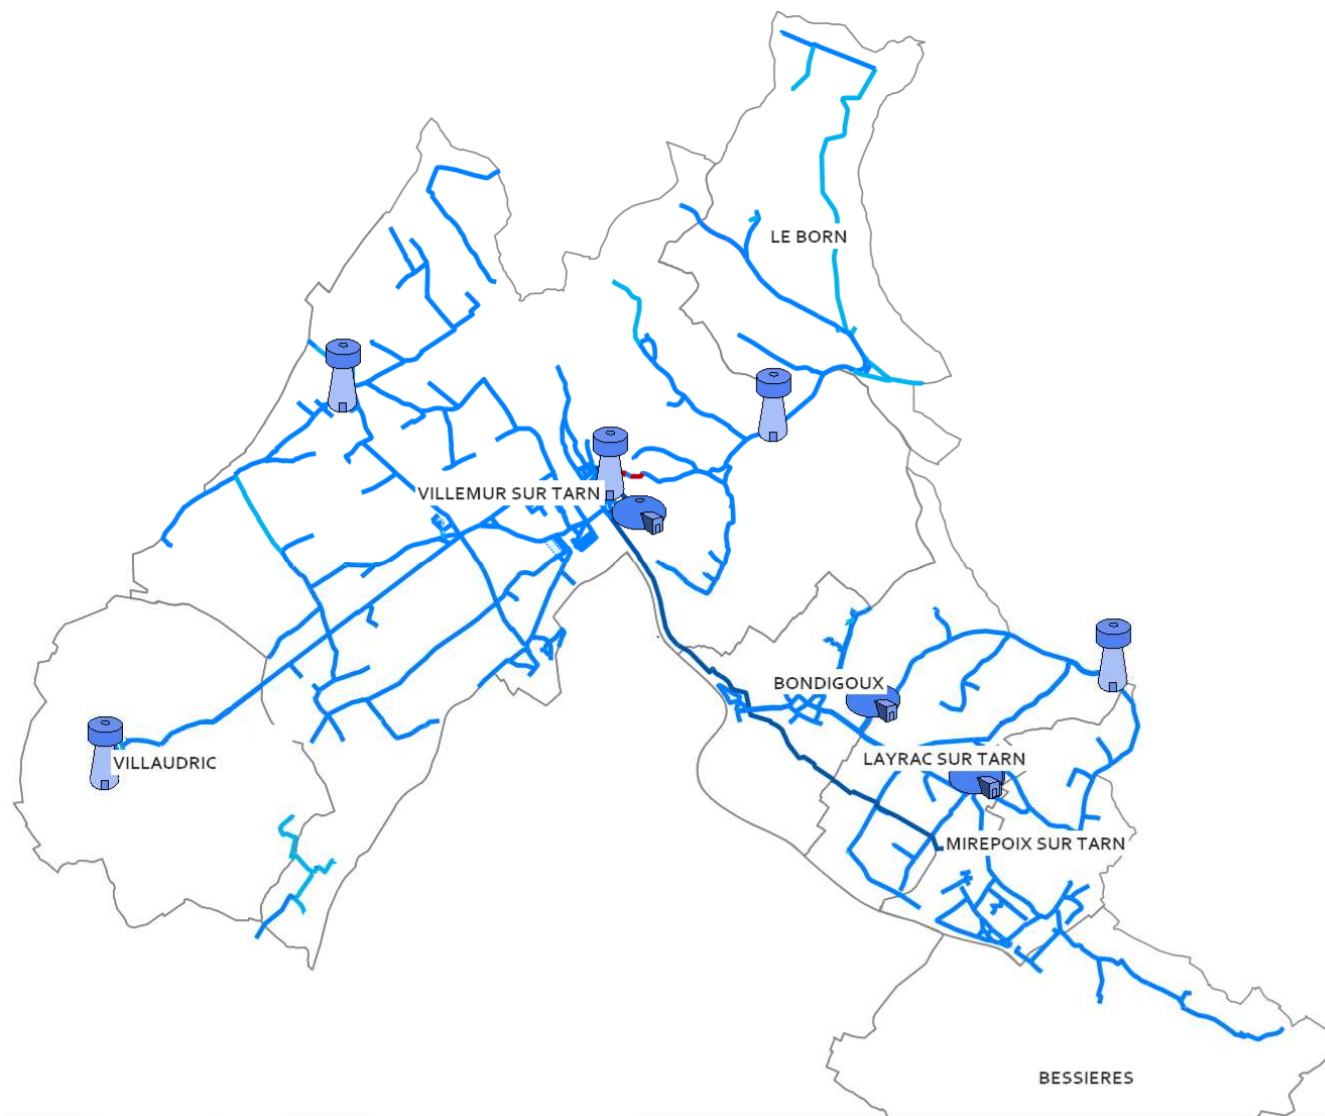 LE BORN
VILLEMUR SUR TARN
BONDIGOUX
VILLAUDRIC
LAYRAC SUR TARN
MIREPOIX SUR TARN
BESSIERES